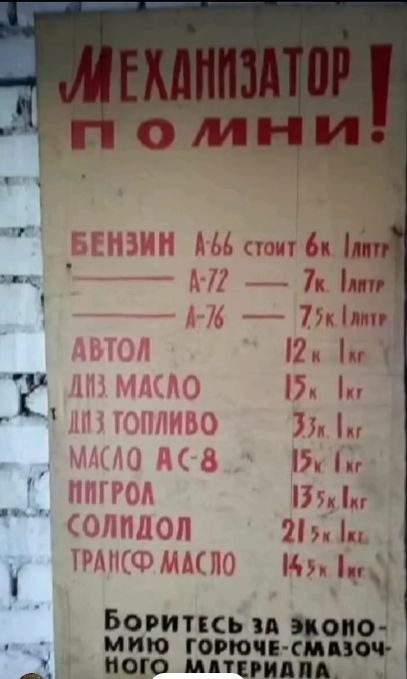 МЕХАНИЗАТОР
ПОМНИ!
БЕНЗИН А-66 СТОИТ 6К. 1ЛИТР
——— А-72 — 7К. 1ЛИТР
——— А-76 — 7,5К 1ЛИТР
АВТОЛ 12К 1КГ
ДИЗ. МАСЛО 15К 1КГ
ДИЗ ТОПЛИВО 3,3К. 1КГ
МАСЛО АС-8 15К 1КГ
НИГРОЛ 13 5К 1КГ
СОЛИДОЛ 21 5К 1КГ
ТРАНСФ. МАСЛО 14 5К 1КГ
БОРИТЕСЬ ЗА ЭКОНО-
МИЮ ГОРЮЧЕ-СМАЗОЧ-
НОГО МАТЕРИАЛА